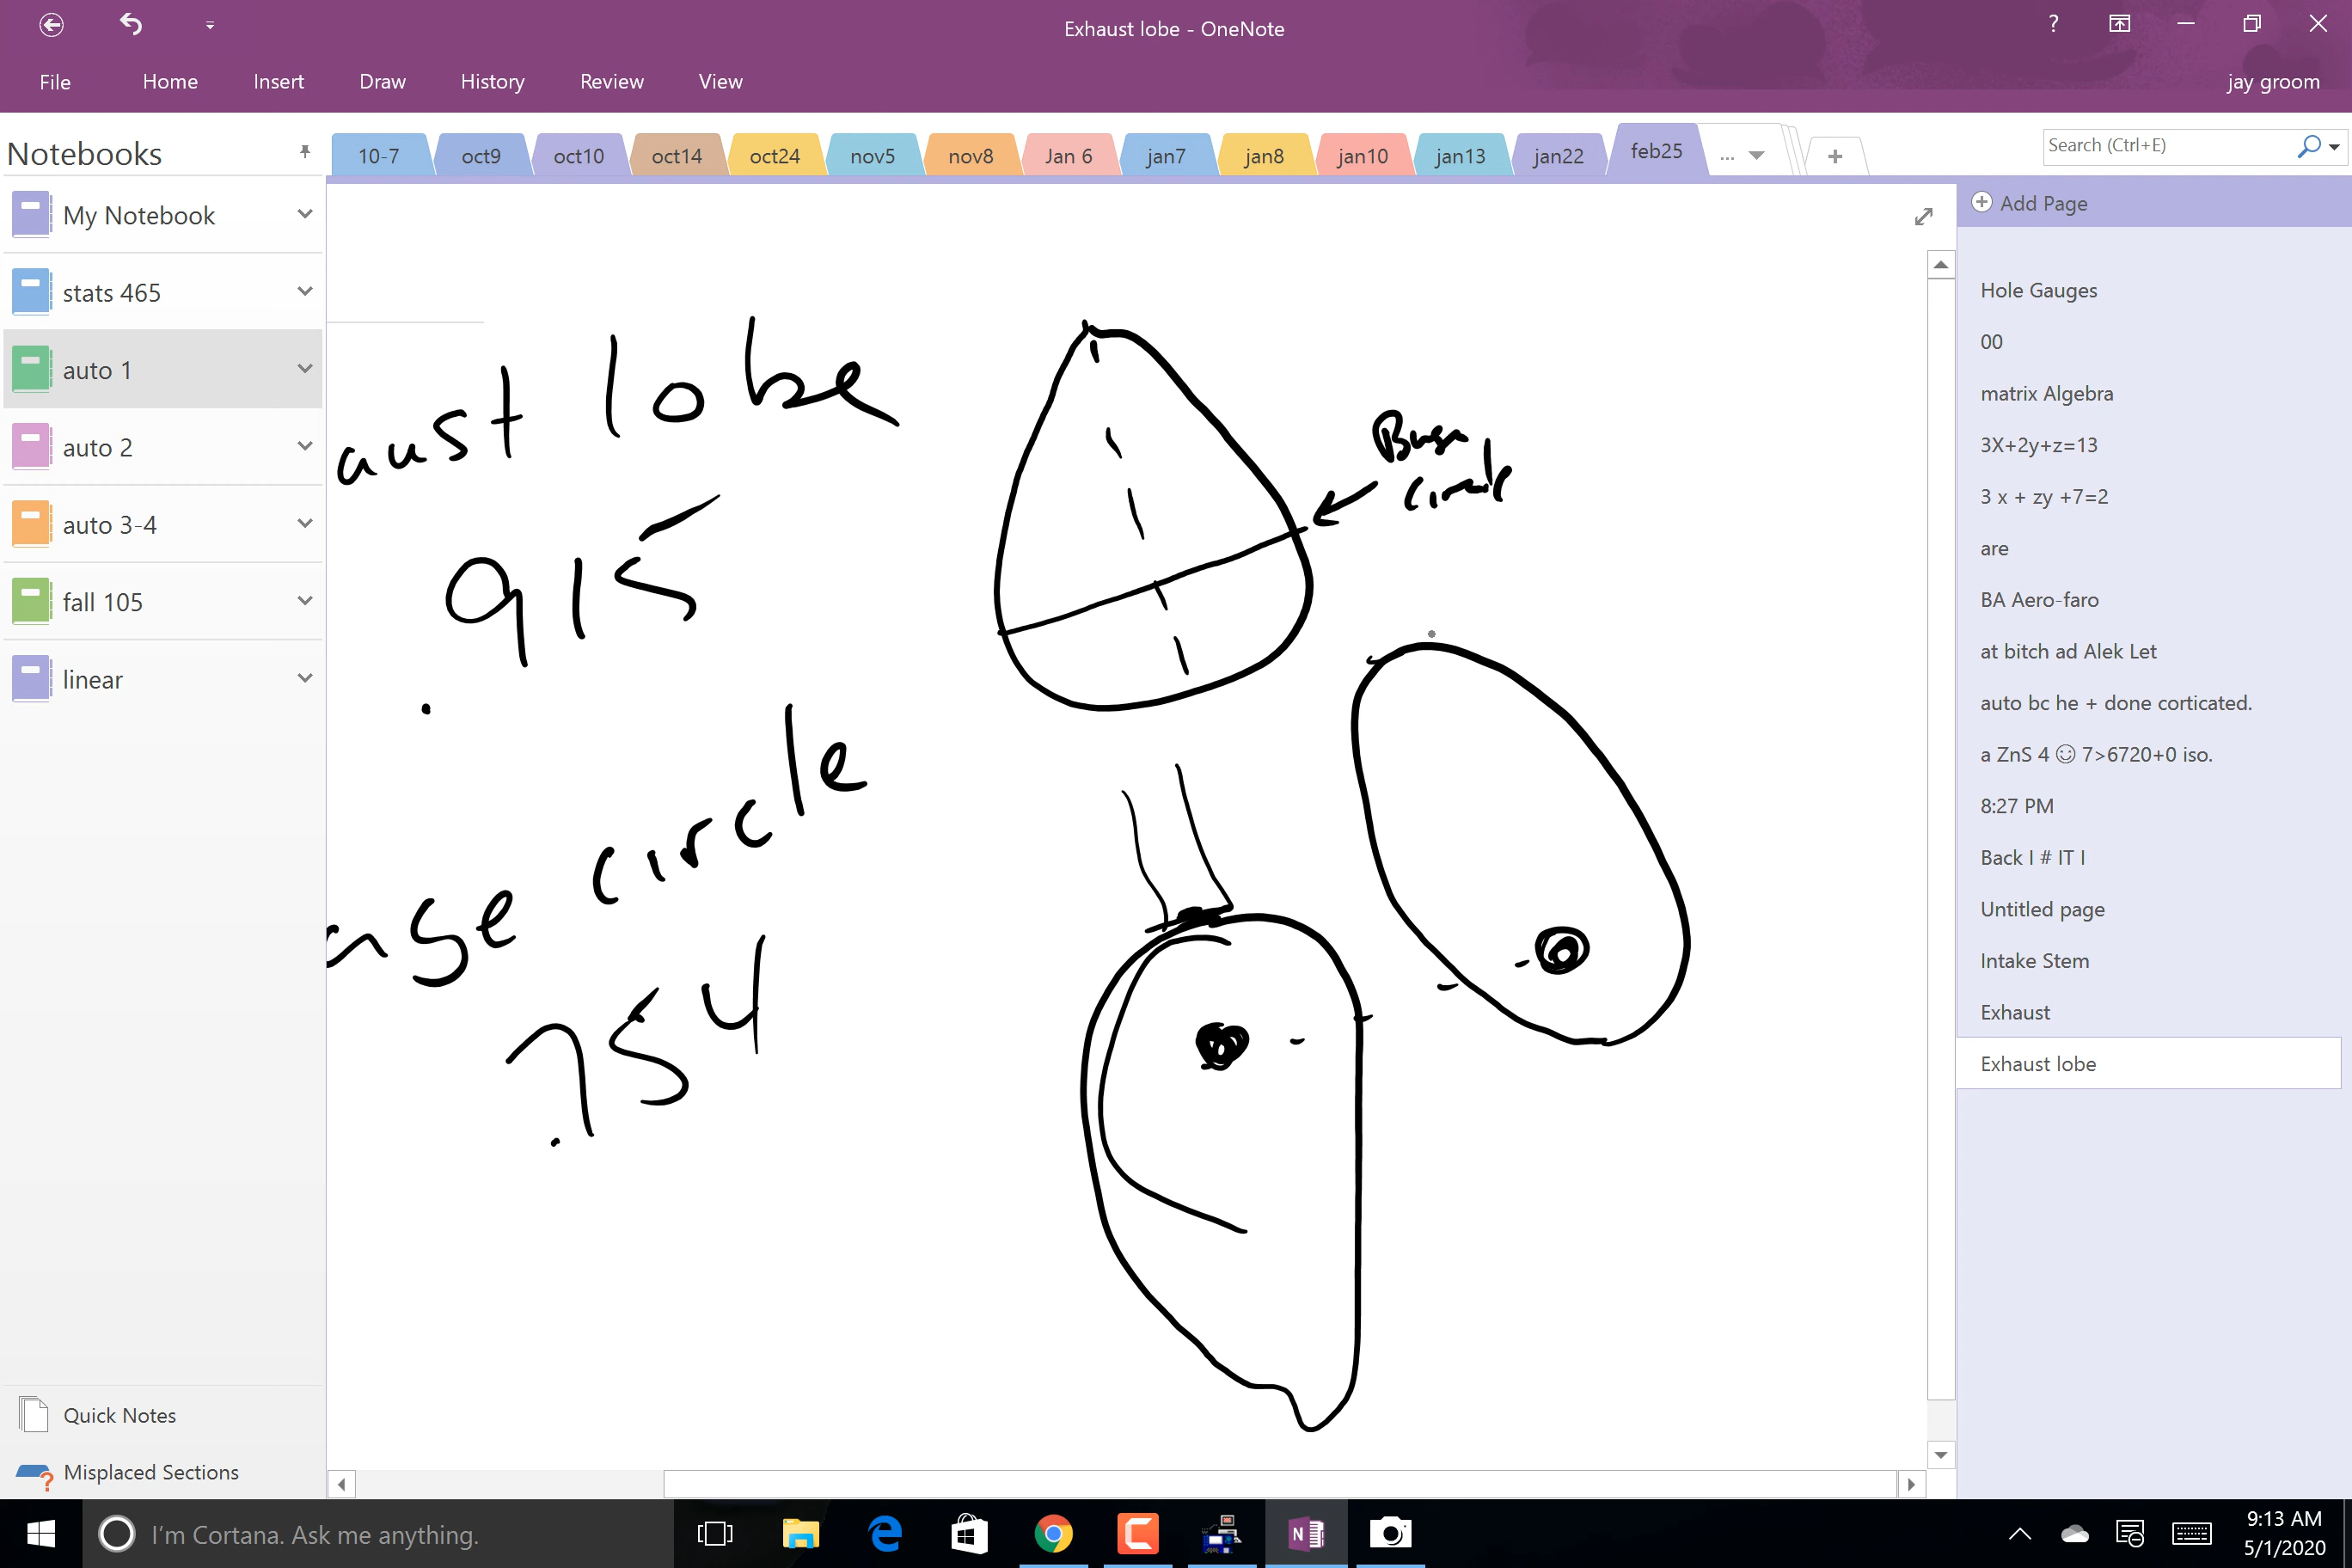 Exhaust lobe - OneNote
?
File Home Insert Draw History Review View
jay groom
Notebooks
10-7 oct9 oct10 oct14 oct24 nov5 nov8 Jan 6 jan7 jan8 jan10 jan13 jan22 feb25 ... +
Search (Ctrl+E)
My Notebook
stats 465
auto 1
auto 2
auto 3-4
fall 105
linear
Quick Notes
Misplaced Sections
aust lobe
.915
ase circle
.754
Base
circle
Add Page
Hole Gauges
00
matrix Algebra
3X+2y+z=13
3 x + zy +7=2
are
BA Aero-faro
at bitch ad Alek Let
auto bc he + done corticated.
a ZnS 4 ☺ 7>6720+0 iso.
8:27 PM
Back I # IT I
Untitled page
Intake Stem
Exhaust
Exhaust lobe
I'm Cortana. Ask me anything.
9:13 AM
5/1/2020